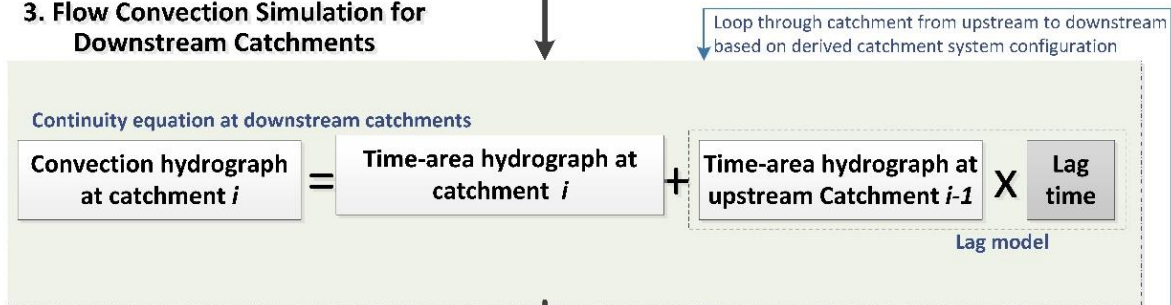 3. Flow Convection Simulation for
Downstream Catchments
Loop through catchment from upstream to downstream
based on derived catchment system configuration
Continuity equation at downstream catchments
Convection hydrograph
at catchment i
=
Time-area hydrograph at
catchment i
+
Time-area hydrograph at
upstream Catchment i-1
X
Lag
time
Lag model